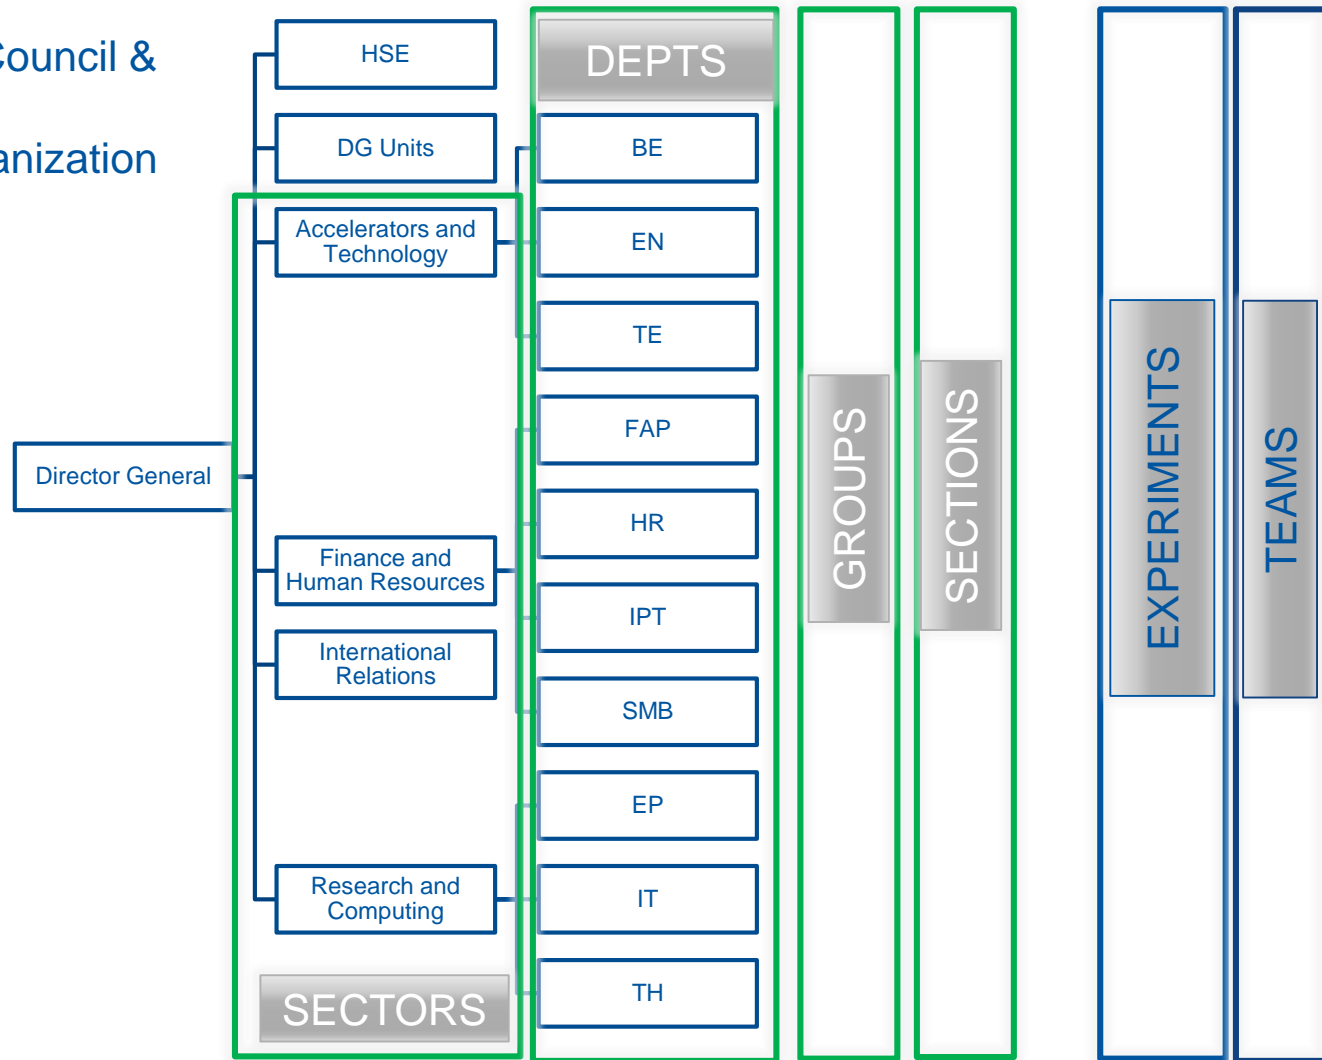 Council &
anization
HSE
DG Units
Accelerators and
Technology
Director General
Finance and
Human Resources
International
Relations
Research and
Computing
SECTORS
DEPTS
BE
EN
TE
FAP
HR
IPT
SMB
EP
IT
TH
GROUPS
SECTIONS
EXPERIMENTS
TEAMS